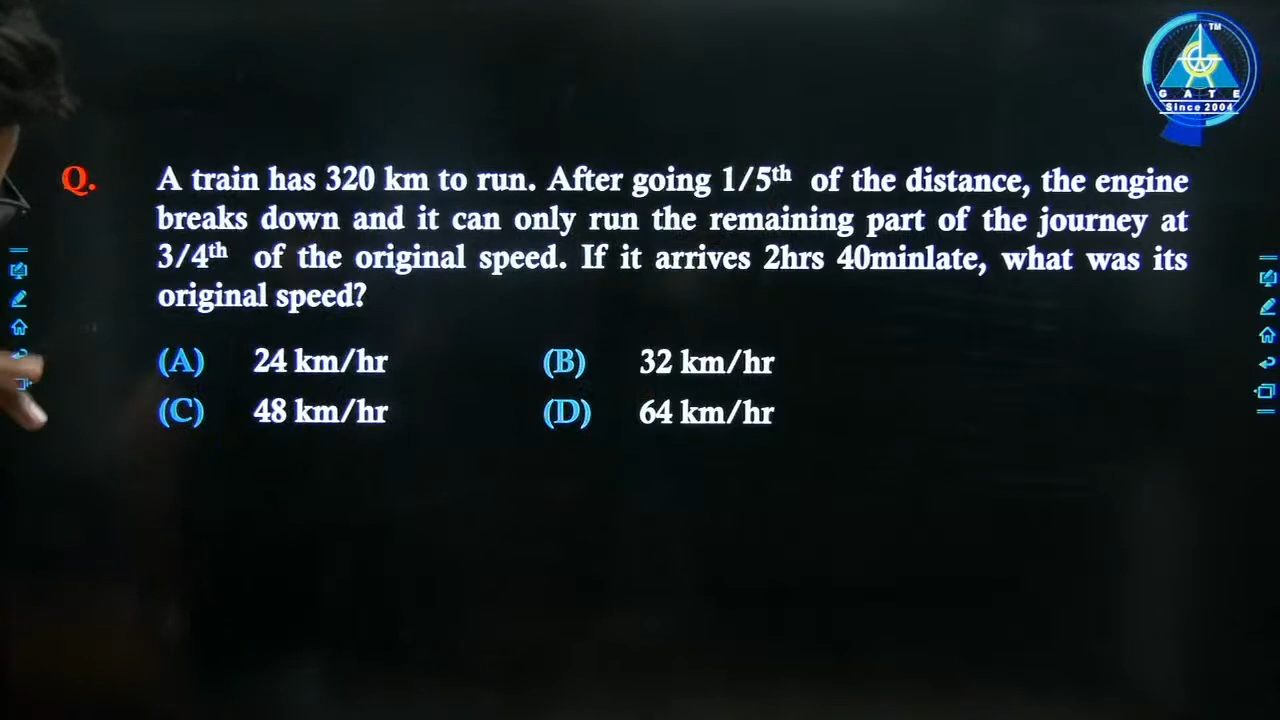 TM
G A T E
Since 2004
Q. A train has 320 km to run. After going 1/5th of the distance, the engine
breaks down and it can only run the remaining part of the journey at
3/4th of the original speed. If it arrives 2hrs 40minlate, what was its
original speed?
(A) 24 km/hr (B) 32 km/hr
(C) 48 km/hr (D) 64 km/hr